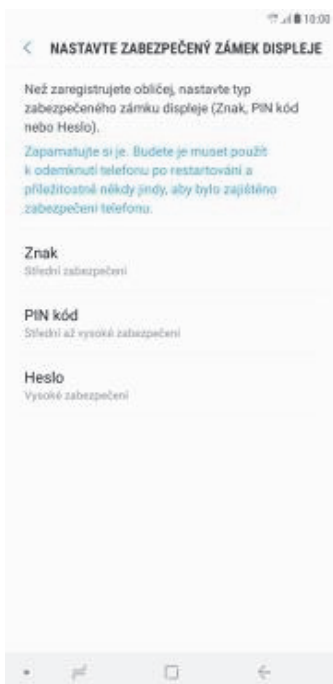 10:00
NASTAVTE ZABEZPEČENÝ ZÁMEK DISPLEJE
Než zaregistrujete obličej, nastavte typ
zabezpečeného zámku displeje (Znak, PIN kód
nebo Heslo).
Zapamatujte si je. Budete je muset použít
k odemknutí telefonu po restartování a
příležitostně někdy jindy, aby bylo zajištěno
zabezpečení telefonu.
Znak
Střední zabezpečení
PIN kód
Střední až vysoké zabezpečení
Heslo
Vysoké zabezpečení